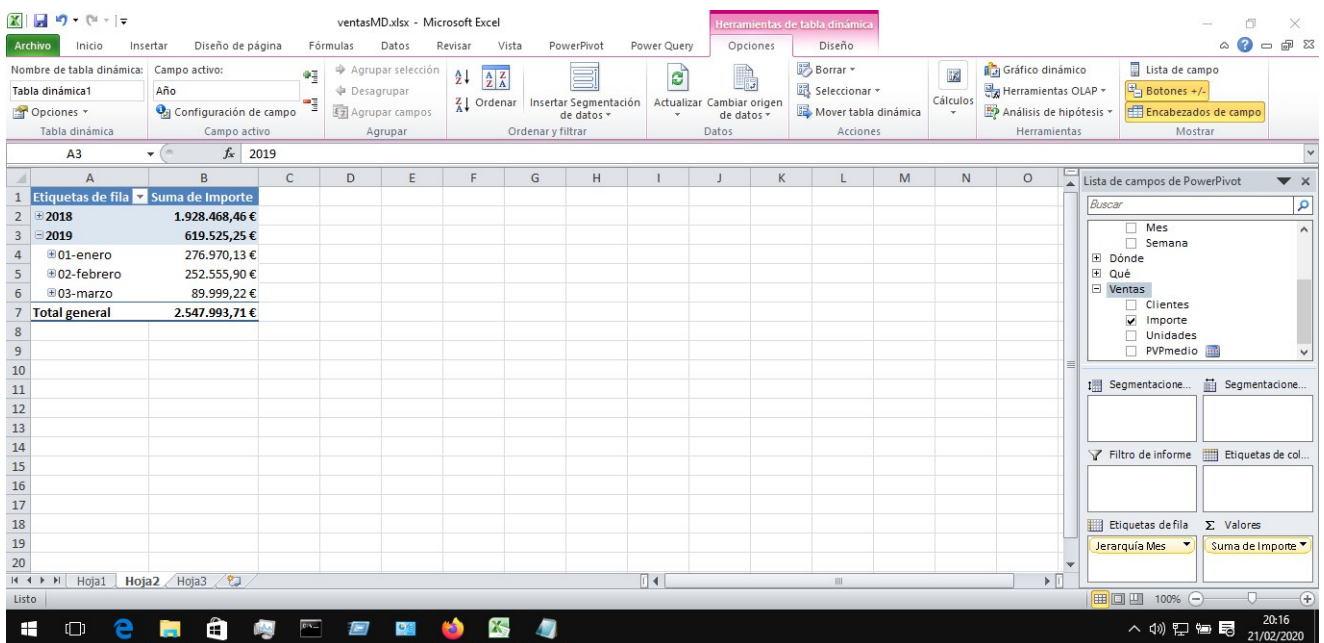 ventasMD.xlsx - Microsoft Excel
Herramientas de tabla dinámica
Archivo Inicio Insertar Diseño de página Fórmulas Datos Revisar Vista PowerPivot Power Query Opciones Diseño
Nombre de tabla dinámica:
Tabla dinámica1
Opciones
Tabla dinámica
Campo activo:
Año
Configuración de campo
Campo activo
Agrupar selección
Desagrupar
Agrupar campos
Agrupar
Ordenar
Insertar Segmentación
de datos
Ordenar y filtrar
Actualizar
Cambiar origen
de datos
Datos
Borrar
Seleccionar
Mover tabla dinámica
Acciones
Cálculos
Gráfico dinámico
Herramientas OLAP
Análisis de hipótesis
Herramientas
Lista de campo
Botones +/-
Encabezados de campo
Mostrar
A3 fx 2019
A B C D E F G H I J K L M N O
1 Etiquetas de fila Suma de Importe
2 2018 1.928.468,46 €
3 2019 619.525,25 €
4 01-enero 276.970,13 €
5 02-febrero 252.555,90 €
6 03-marzo 89.999,22 €
7 Total general 2.547.993,71 €
8
9
10
11
12
13
14
15
16
17
18
19
20
Lista de campos de PowerPivot
Buscar
Mes
Semana
Dónde
Qué
Ventas
Clientes
Importe
Unidades
PVPmedio
Segmentacione... Segmentacione...
Filtro de informe Etiquetas de col...
Etiquetas de fila Σ Valores
Jerarquía Mes Suma de Importe
Hoja1 Hoja2 Hoja3
Listo 100%
20:16
21/02/2020